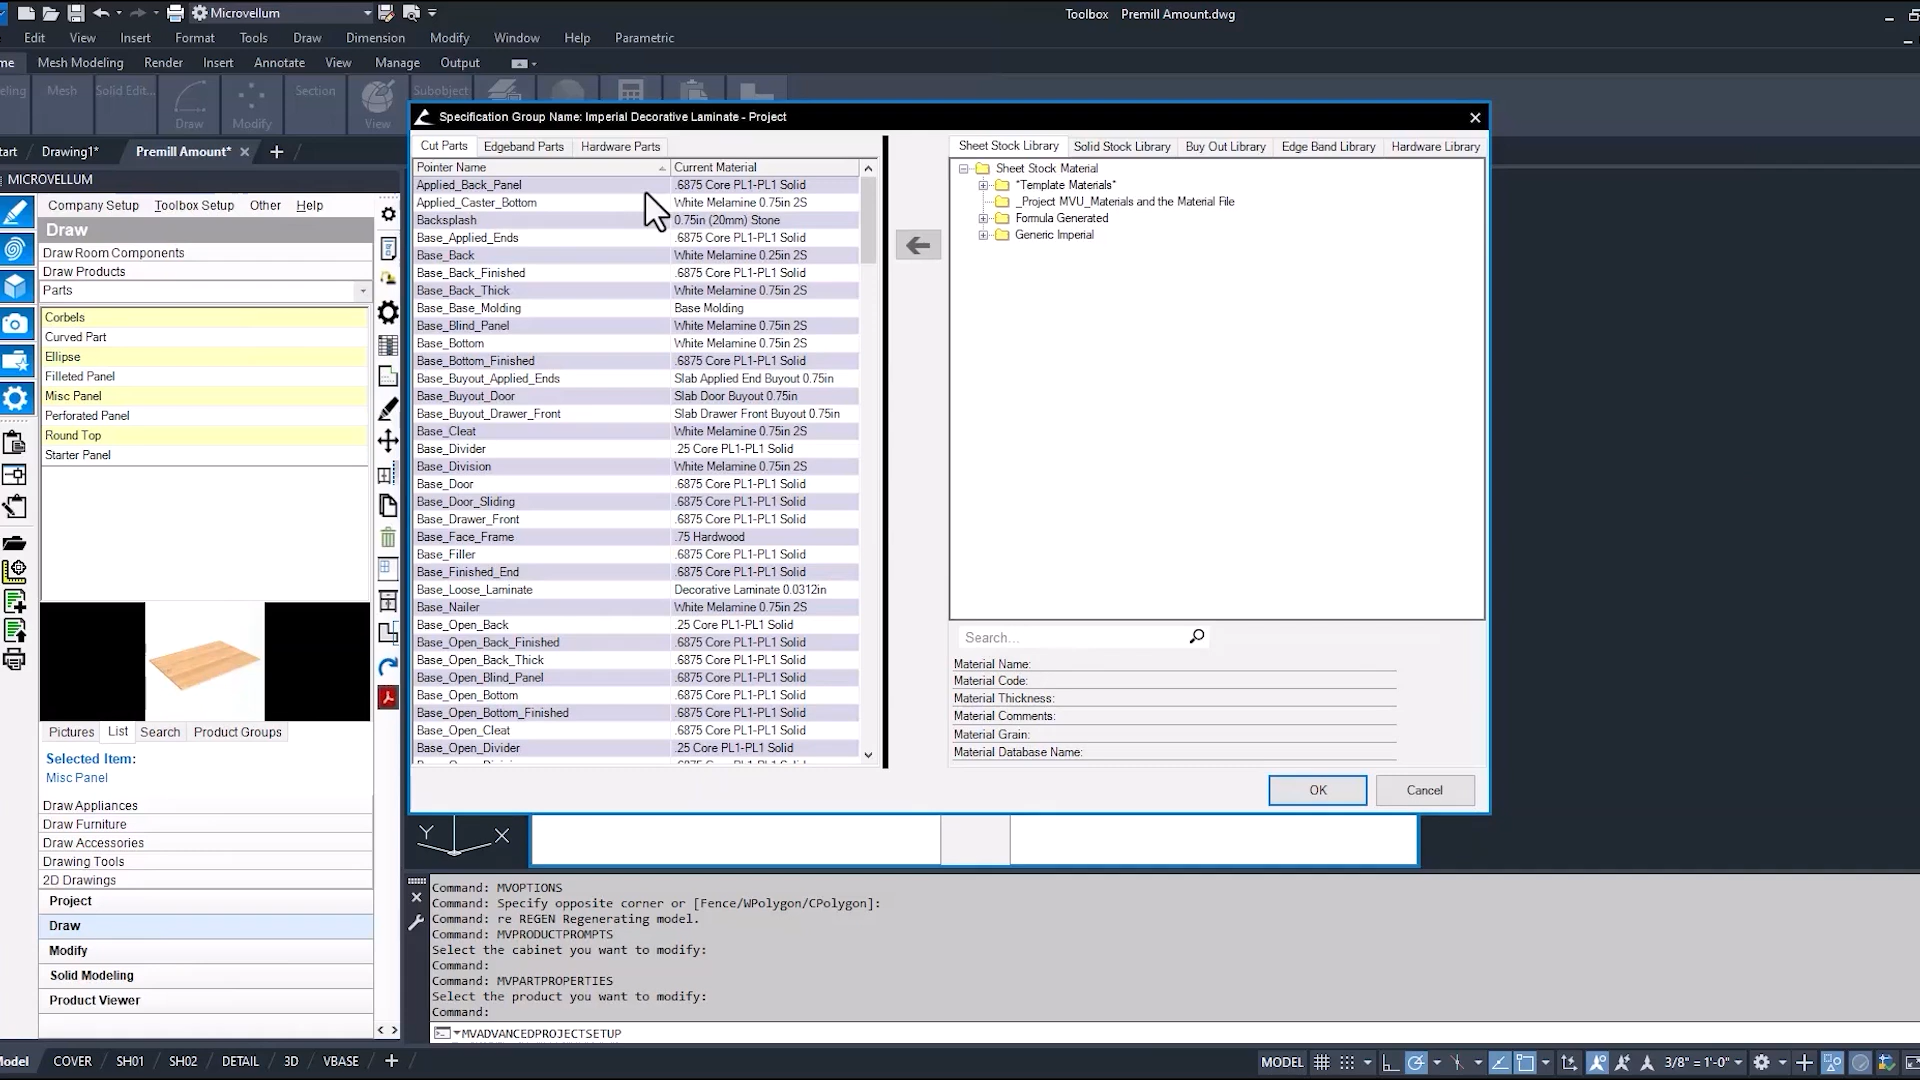 Microvellum
Toolbox Premill Amount.dwg
Edit View Insert Format Tools Draw Dimension Modify Window Help Parametric
me Mesh Modeling Render Insert Annotate View Manage Output
eling Mesh Solid Edit... Draw Modify Section View Subobject
tart Drawing1* Premill Amount*
MICROVELLUM
Company Setup Toolbox Setup Other Help
Draw
Draw Room Components
Draw Products
Parts
Corbels
Curved Part
Ellipse
Filleted Panel
Misc Panel
Perforated Panel
Round Top
Starter Panel
Pictures List Search Product Groups
Selected Item:
Misc Panel
Draw Appliances
Draw Furniture
Draw Accessories
Drawing Tools
2D Drawings
Project
Draw
Modify
Solid Modeling
Product Viewer
Specification Group Name: Imperial Decorative Laminate - Project
Cut Parts Edgeband Parts Hardware Parts
Pointer Name Current Material
Applied_Back_Panel .6875 Core PL1-PL1 Solid
Applied_Caster_Bottom White Melamine 0.75in 2S
Backsplash 0.75in (20mm) Stone
Base_Applied_Ends .6875 Core PL1-PL1 Solid
Base_Back White Melamine 0.25in 2S
Base_Back_Finished .6875 Core PL1-PL1 Solid
Base_Back_Thick White Melamine 0.75in 2S
Base_Base_Molding Base Molding
Base_Blind_Panel White Melamine 0.75in 2S
Base_Bottom White Melamine 0.75in 2S
Base_Bottom_Finished .6875 Core PL1-PL1 Solid
Base_Buyout_Applied_Ends Slab Applied End Buyout 0.75in
Base_Buyout_Door Slab Door Buyout 0.75in
Base_Buyout_Drawer_Front Slab Drawer Front Buyout 0.75in
Base_Cleat White Melamine 0.75in 2S
Base_Divider .25 Core PL1-PL1 Solid
Base_Division White Melamine 0.75in 2S
Base_Door .6875 Core PL1-PL1 Solid
Base_Door_Sliding .6875 Core PL1-PL1 Solid
Base_Drawer_Front .6875 Core PL1-PL1 Solid
Base_Face_Frame .75 Hardwood
Base_Filler .6875 Core PL1-PL1 Solid
Base_Finished_End .6875 Core PL1-PL1 Solid
Base_Loose_Laminate Decorative Laminate 0.0312in
Base_Nailer White Melamine 0.75in 2S
Base_Open_Back .25 Core PL1-PL1 Solid
Base_Open_Back_Finished .6875 Core PL1-PL1 Solid
Base_Open_Back_Thick .6875 Core PL1-PL1 Solid
Base_Open_Blind_Panel .6875 Core PL1-PL1 Solid
Base_Open_Bottom .6875 Core PL1-PL1 Solid
Base_Open_Bottom_Finished .6875 Core PL1-PL1 Solid
Base_Open_Cleat .6875 Core PL1-PL1 Solid
Base_Open_Divider .25 Core PL1-PL1 Solid
Sheet Stock Library Solid Stock Library Buy Out Library Edge Band Library Hardware Library
Sheet Stock Material
*Template Materials*
_Project MVU_Materials and the Material File
Formula Generated
Generic Imperial
Search...
Material Name:
Material Code:
Material Thickness:
Material Comments:
Material Grain:
Material Database Name:
OK Cancel
Y X
Command: MVOPTIONS
Command: Specify opposite corner or [Fence/WPolygon/CPolygon]:
Command: re REGEN Regenerating model.
Command: MVPRODUCTPROMPTS
Select the cabinet you want to modify:
Command:
Command: MVPARTPROPERTIES
Select the product you want to modify:
Command:
MVADVANCEDPROJECTSETUP
Model COVER SH01 SH02 DETAIL 3D VBASE
MODEL 3/8" = 1'-0"